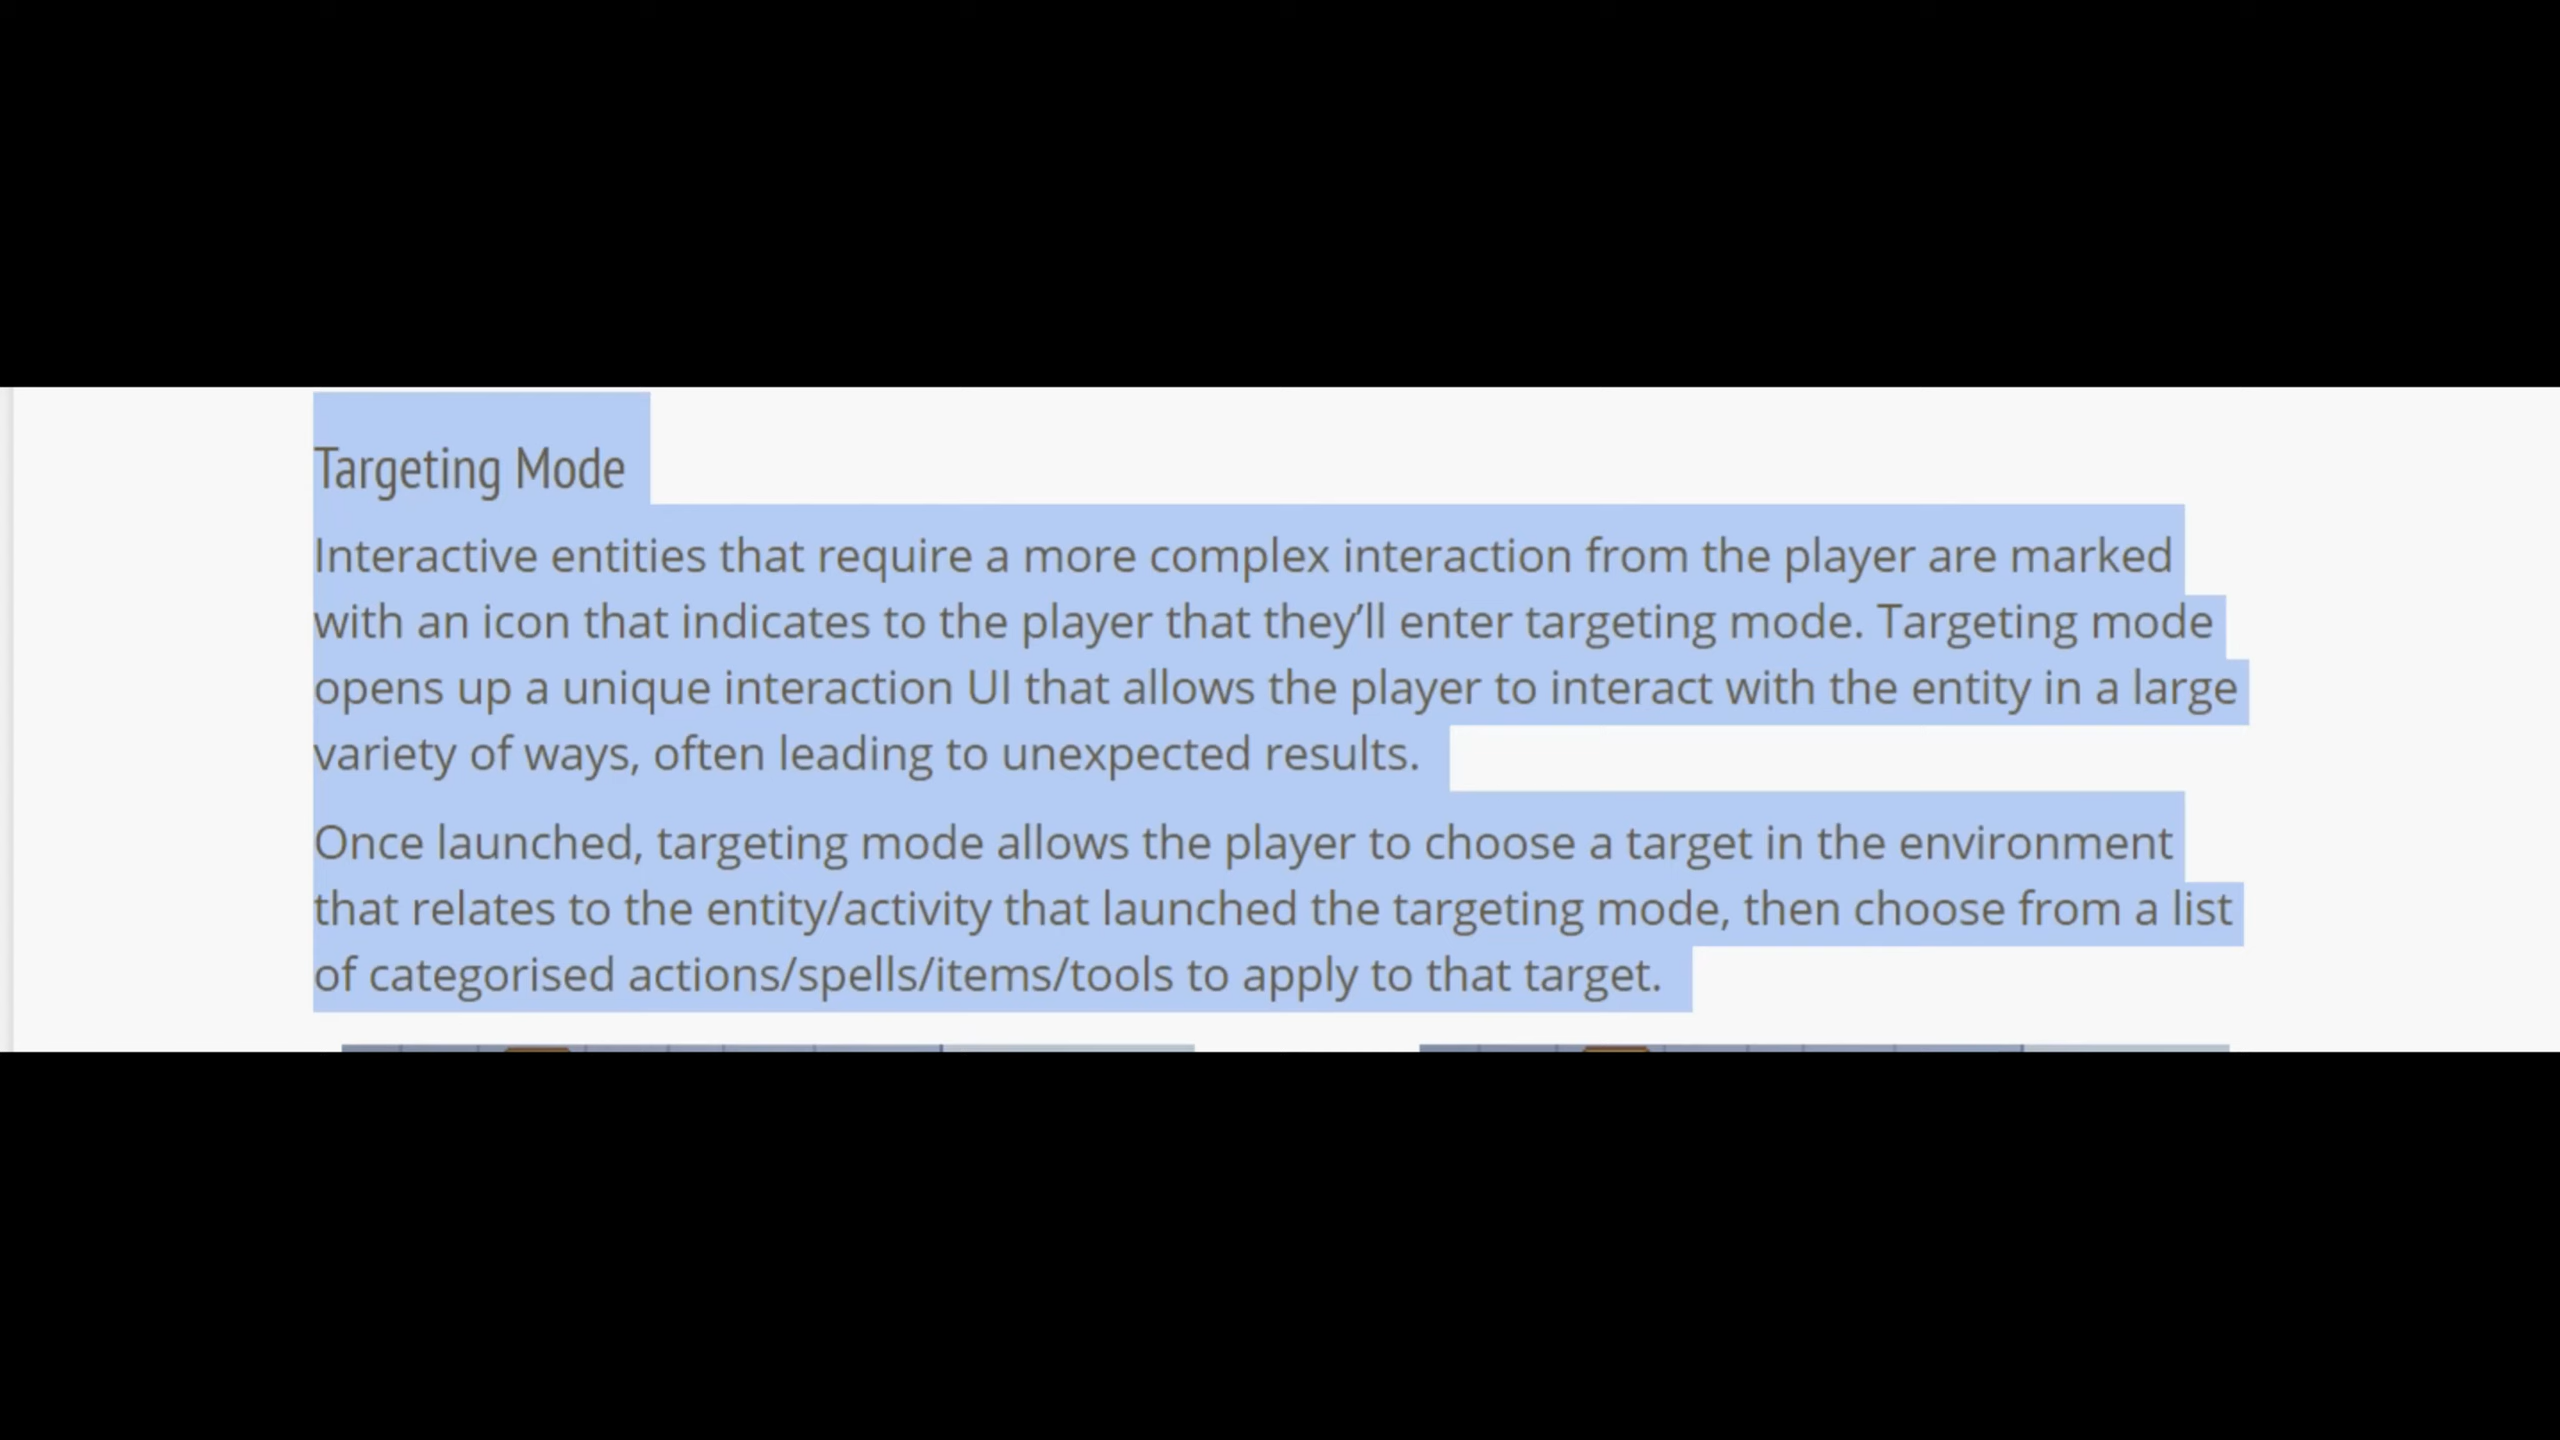 Targeting Mode
Interactive entities that require a more complex interaction from the player are marked
with an icon that indicates to the player that they’ll enter targeting mode. Targeting mode
opens up a unique interaction UI that allows the player to interact with the entity in a large
variety of ways, often leading to unexpected results.
Once launched, targeting mode allows the player to choose a target in the environment
that relates to the entity/activity that launched the targeting mode, then choose from a list
of categorised actions/spells/items/tools to apply to that target.